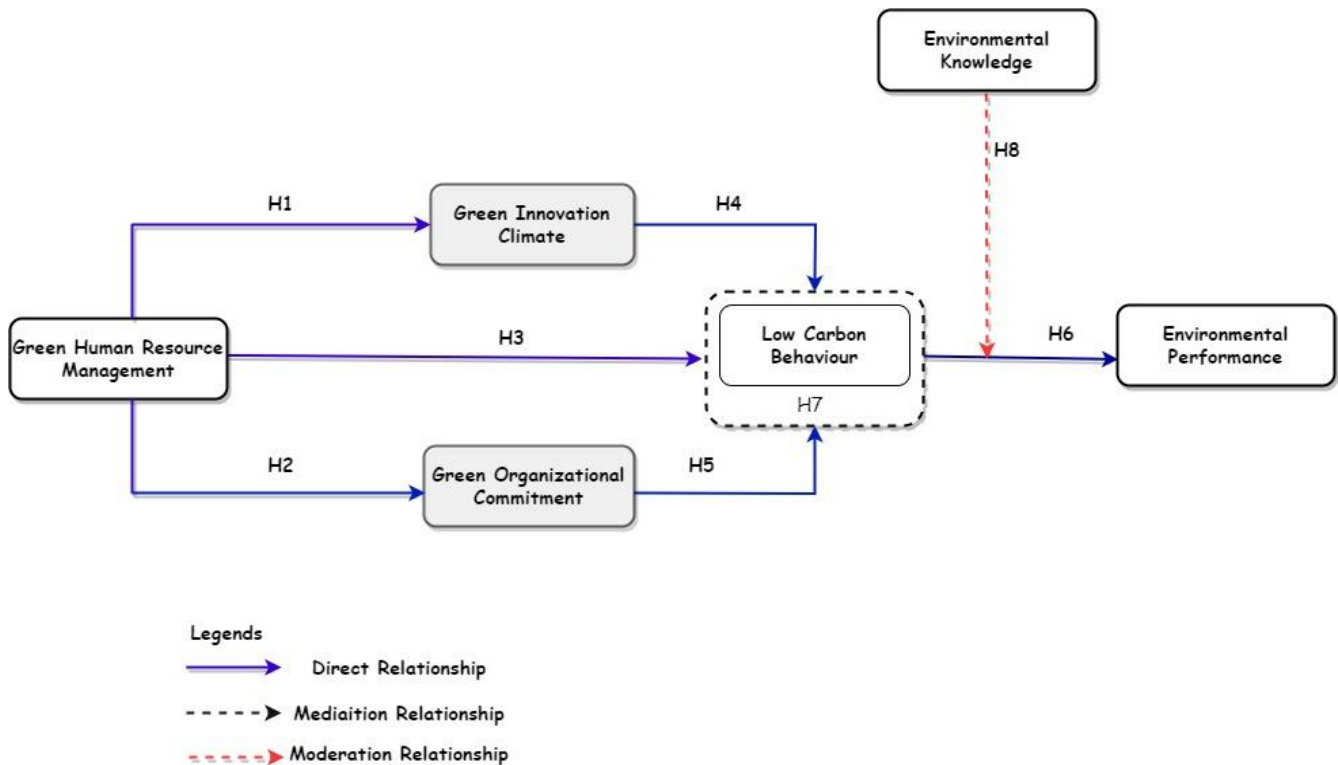 Environmental
Knowledge
H8
H1
Green Innovation
Climate
H4
Green Human Resource
Management
H3
Low Carbon
Behaviour
H7
H6
Environmental
Performance
H2
Green Organizational
Commitment
H5
Legends
Direct Relationship
Mediaition Relationship
Moderation Relationship